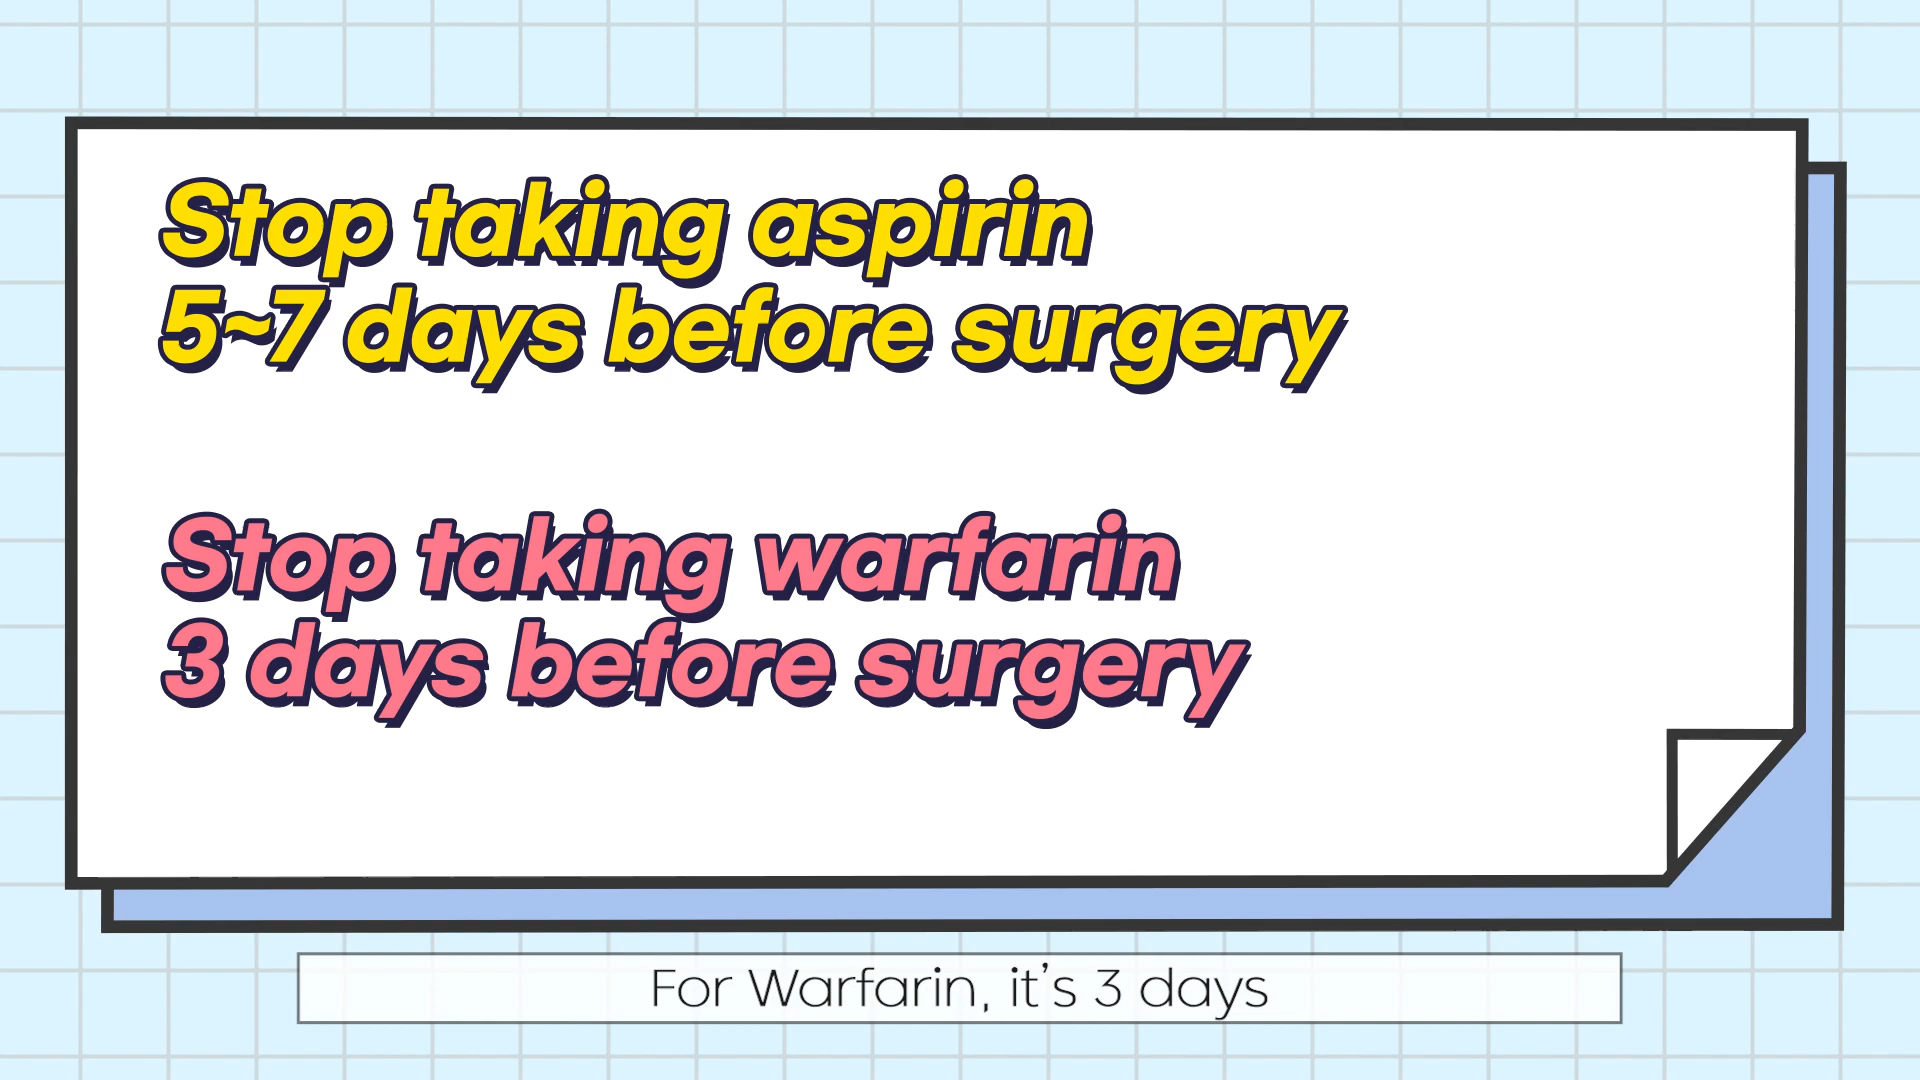 Stop taking aspirin
5~7 days before surgery
Stop taking warfarin
3 days before surgery
For Warfarin, it's 3 days